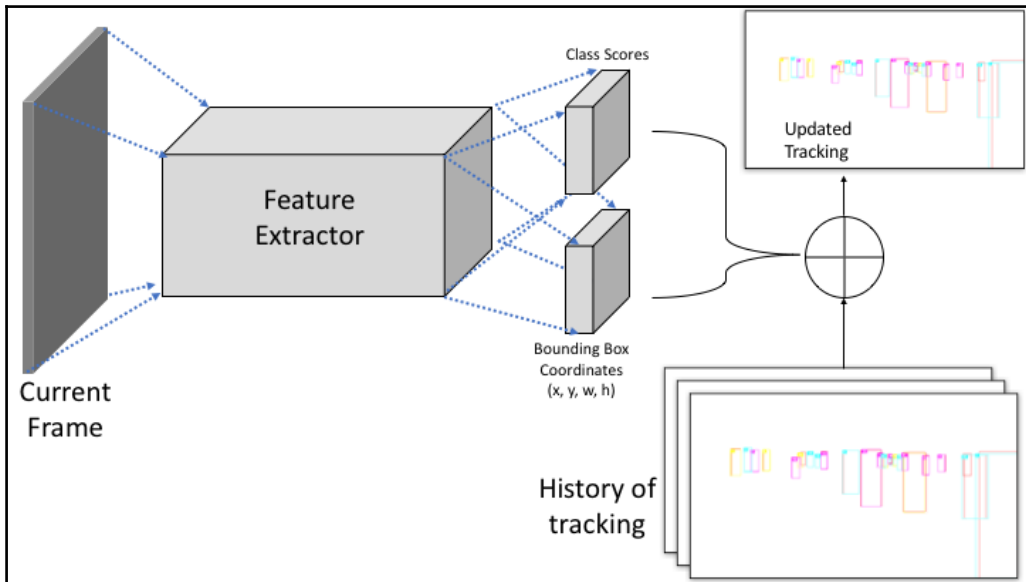 Current
Frame
Feature
Extractor
Class Scores
Bounding Box
Coordinates
(x, y, w, h)
Updated
Tracking
History of
tracking